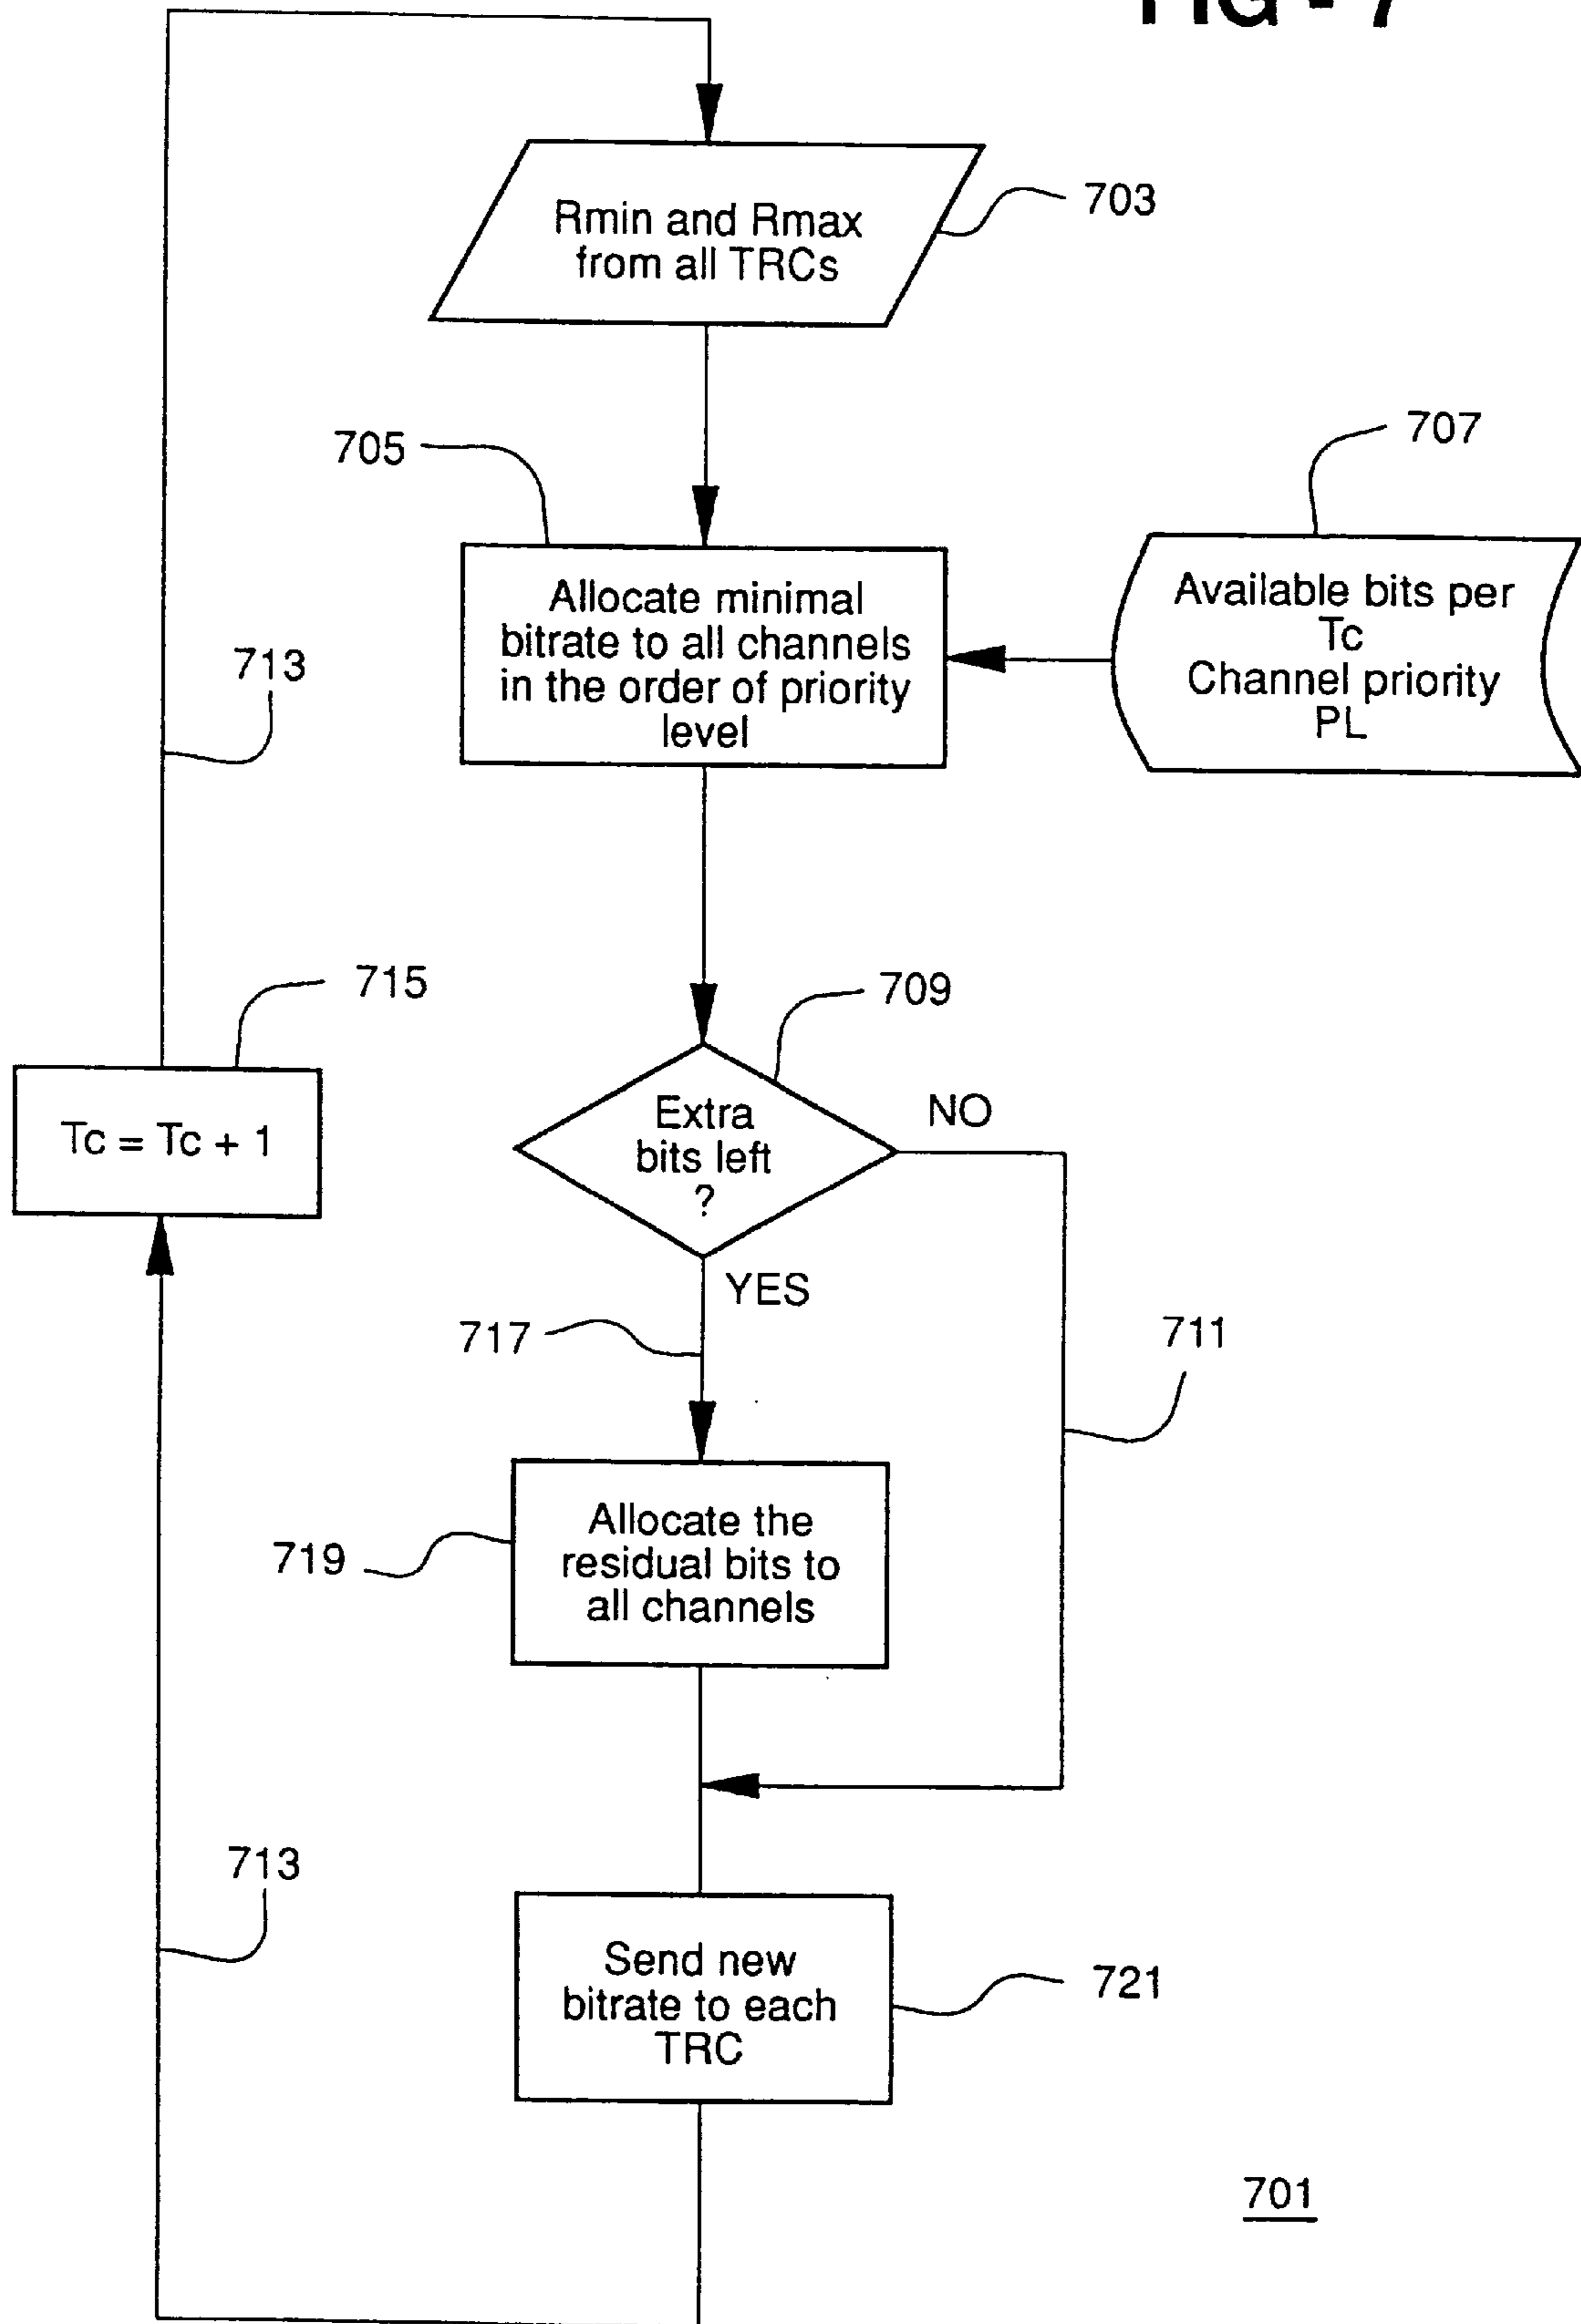 FIG - 7
Rmin and Rmax
from all TRCs
703
705
707
Allocate minimal
bitrate to all channels
in the order of priority
level
Available bits per
Tc
Channel priority
PL
713
715
709
Tc = Tc + 1
Extra
bits left
?
NO
YES
717
711
719
Allocate the
residual bits to
all channels
713
Send new
bitrate to each
TRC
721
701